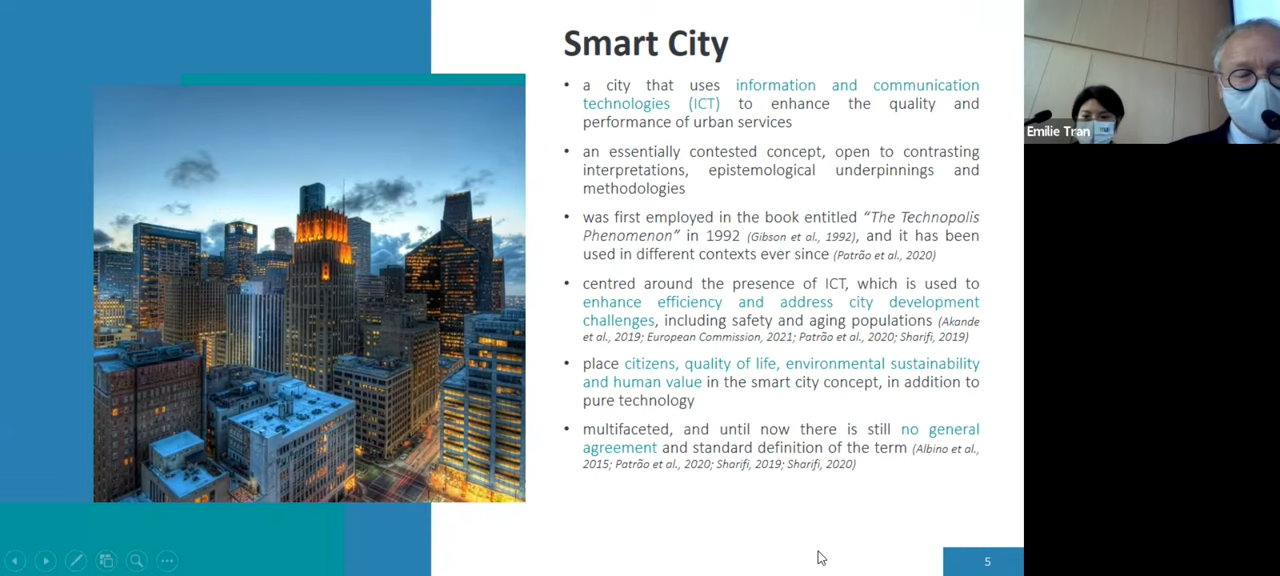 Smart City
• a city that uses information and communication
technologies (ICT) to enhance the quality and
performance of urban services
• an essentially contested concept, open to contrasting
interpretations, epistemological underpinnings and
methodologies
• was first employed in the book entitled “The Technopolis
Phenomenon” in 1992 (Gibson et al., 1992), and it has been
used in different contexts ever since (Patrão et al., 2020)
• centred around the presence of ICT, which is used to
enhance efficiency and address city development
challenges, including safety and aging populations (Akande
et al., 2019; European Commission, 2021; Patrão et al., 2020; Sharifi, 2019)
• place citizens, quality of life, environmental sustainability
and human value in the smart city concept, in addition to
pure technology
• multifaceted, and until now there is still no general
agreement and standard definition of the term (Albino et al.,
2015; Patrão et al., 2020; Sharifi, 2019; Sharifi, 2020)
5
Emilie Tran